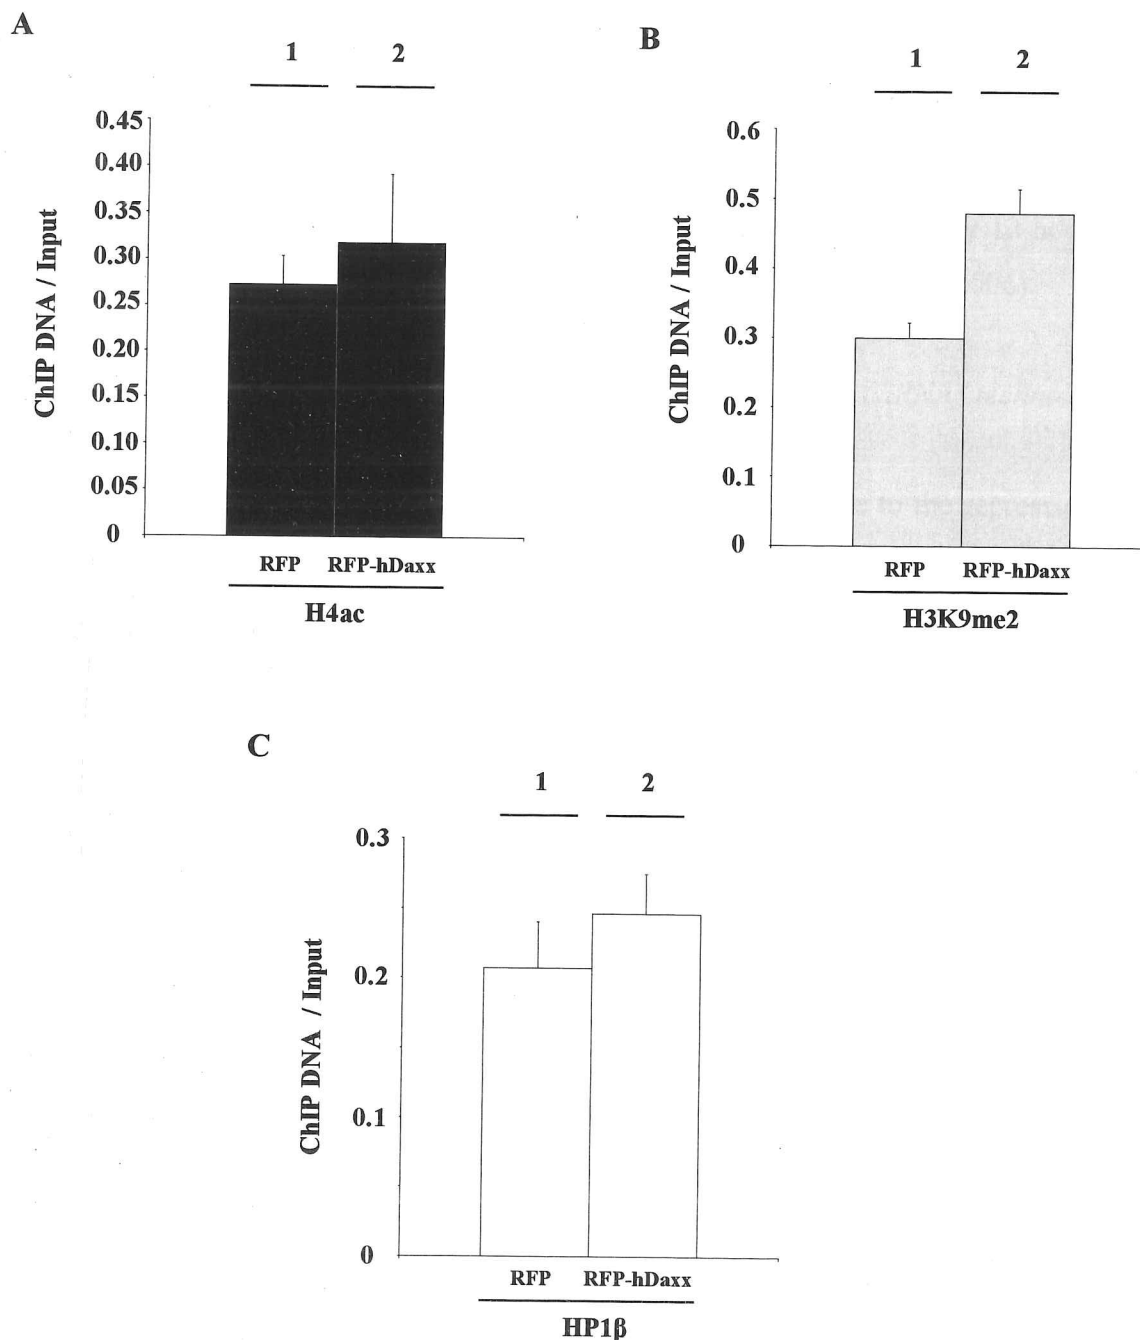 A
1 2
0.45
0.40
0.35
0.30
0.25
0.20
0.15
0.10
0.05
0
ChIP DNA / Input
RFP RFP-hDaxx
H4ac
B
1 2
0.6
0.5
0.4
0.3
0.2
0.1
0
ChIP DNA / Input
RFP RFP-hDaxx
H3K9me2
C
1 2
0.3
0.2
0.1
0
ChIP DNA / Input
RFP RFP-hDaxx
HP1β